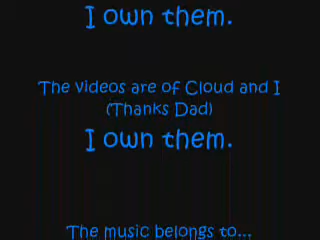 I own them.
The videos are of Cloud and I
(Thanks Dad)
I own them.
The music belongs to...